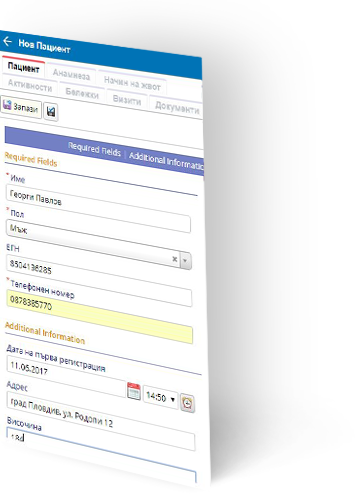 Нов Пациент
Пациент Анамнеза Начин на живот
Активности Бележки Визити Документи
Запази
Required Fields | Additional Informatic
Required Fields
* Име
Георги Павлов
* Пол
Мъж
ЕГН
8504136285
* Телефонен номер
0878385770
Additional Information
Дата на първа регистрация
11.05.2017 14:50
Адрес
град Пловдив, ул. Родопи 12
Височина
184